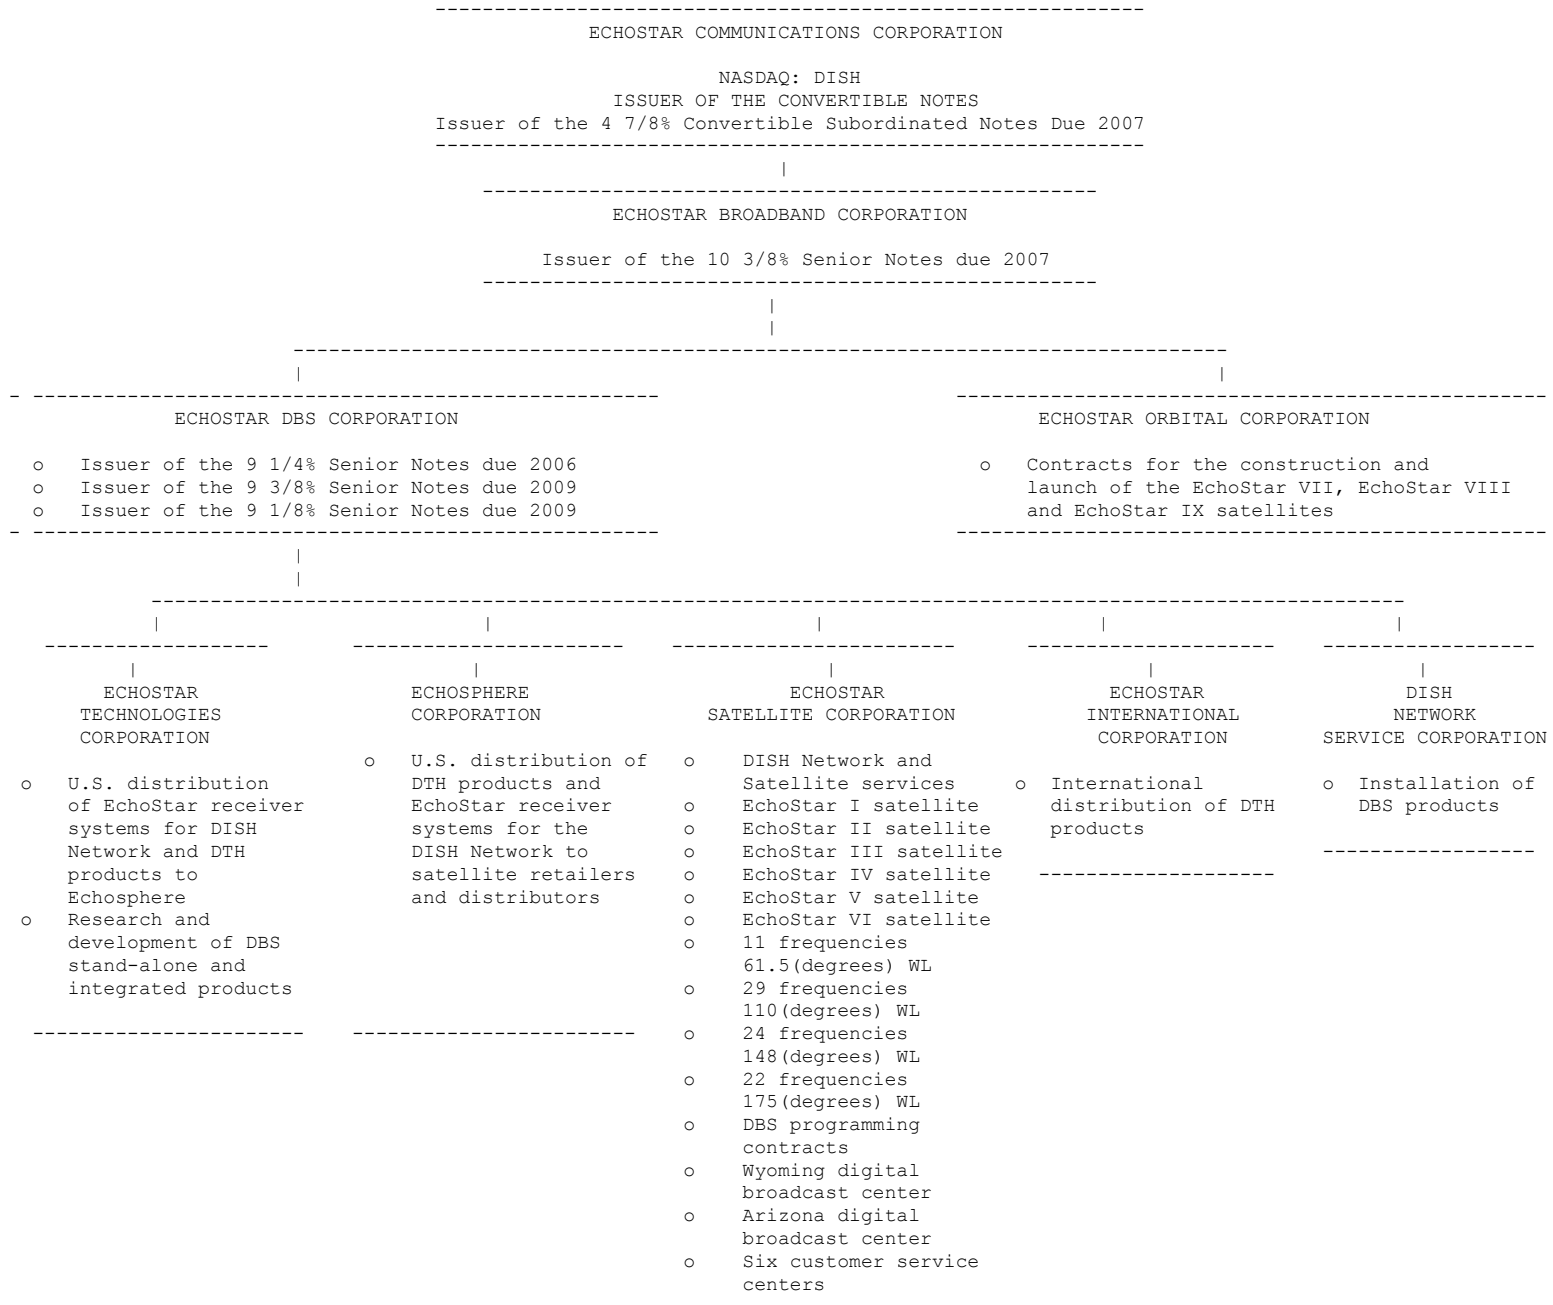 ECHOSTAR COMMUNICATIONS CORPORATION
NASDAQ: DISH
ISSUER OF THE CONVERTIBLE NOTES
Issuer of the 4 7/8% Convertible Subordinated Notes Due 2007
ECHOSTAR BROADBAND CORPORATION
Issuer of the 10 3/8% Senior Notes due 2007
ECHOSTAR DBS CORPORATION
o Issuer of the 9 1/4% Senior Notes due 2006
o Issuer of the 9 3/8% Senior Notes due 2009
o Issuer of the 9 1/8% Senior Notes due 2009
ECHOSTAR ORBITAL CORPORATION
o Contracts for the construction and
launch of the EchoStar VII, EchoStar VIII
and EchoStar IX satellites
ECHOSTAR
TECHNOLOGIES
CORPORATION
o U.S. distribution
of EchoStar receiver
systems for DISH
Network and DTH
products to
Echosphere
o Research and
development of DBS
stand-alone and
integrated products
ECHOSPHERE
CORPORATION
o U.S. distribution of
DTH products and
EchoStar receiver
systems for the
DISH Network to
satellite retailers
and distributors
ECHOSTAR
SATELLITE CORPORATION
o DISH Network and
Satellite services
o EchoStar I satellite
o EchoStar II satellite
o EchoStar III satellite
o EchoStar IV satellite
o EchoStar V satellite
o EchoStar VI satellite
o 11 frequencies
61.5(degrees) WL
o 29 frequencies
110(degrees) WL
o 24 frequencies
148(degrees) WL
o 22 frequencies
175(degrees) WL
o DBS programming
contracts
o Wyoming digital
broadcast center
o Arizona digital
broadcast center
o Six customer service
centers
ECHOSTAR
INTERNATIONAL
CORPORATION
o International
distribution of DTH
products
DISH
NETWORK
SERVICE CORPORATION
o Installation of
DBS products